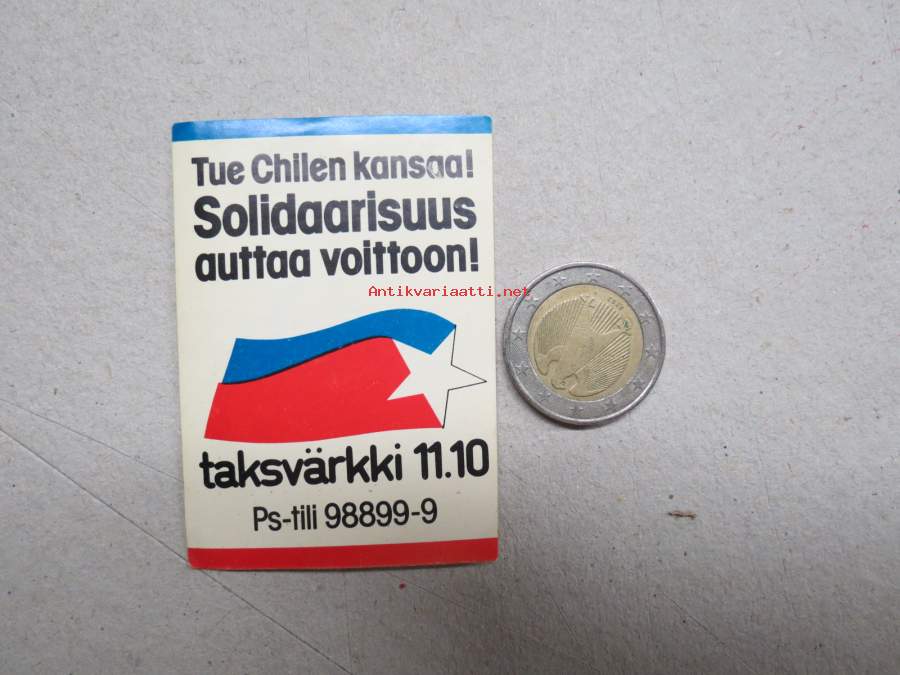 Tue Chilen kansaa!
Solidaarisuus
auttaa voittoon!
Antikvariaatti.net
taksvärkki 11.10
Ps-tili 98899-9